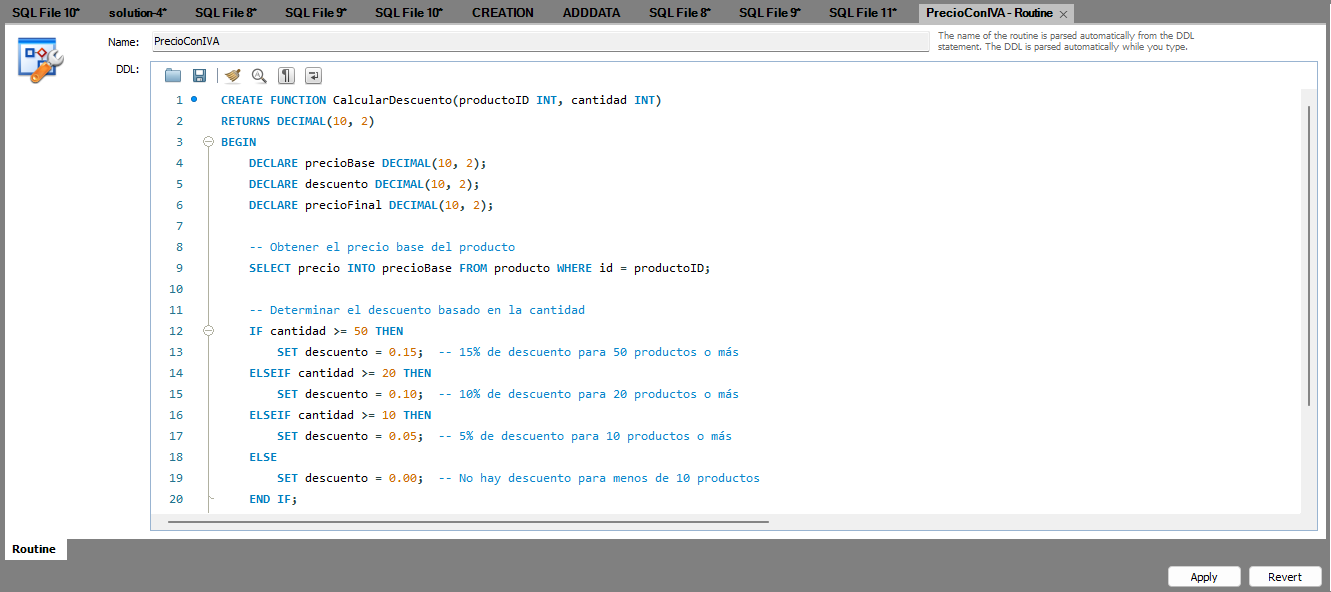 SQL File 10* solution-4* SQL File 8* SQL File 9* SQL File 10* CREATION ADDDATA SQL File 8* SQL File 9* SQL File 11* PrecioConIVA - Routine ×
Name: PrecioConIVA
The name of the routine is parsed automatically from the DDL
statement. The DDL is parsed automatically while you type.
DDL:
1 CREATE FUNCTION CalcularDescuento(productoID INT, cantidad INT)
2 RETURNS DECIMAL(10, 2)
3 BEGIN
4 DECLARE precioBase DECIMAL(10, 2);
5 DECLARE descuento DECIMAL(10, 2);
6 DECLARE precioFinal DECIMAL(10, 2);
7
8 -- Obtener el precio base del producto
9 SELECT precio INTO precioBase FROM producto WHERE id = productoID;
10
11 -- Determinar el descuento basado en la cantidad
12 IF cantidad >= 50 THEN
13 SET descuento = 0.15; -- 15% de descuento para 50 productos o más
14 ELSEIF cantidad >= 20 THEN
15 SET descuento = 0.10; -- 10% de descuento para 20 productos o más
16 ELSEIF cantidad >= 10 THEN
17 SET descuento = 0.05; -- 5% de descuento para 10 productos o más
18 ELSE
19 SET descuento = 0.00; -- No hay descuento para menos de 10 productos
20 END IF;
Routine
Apply Revert